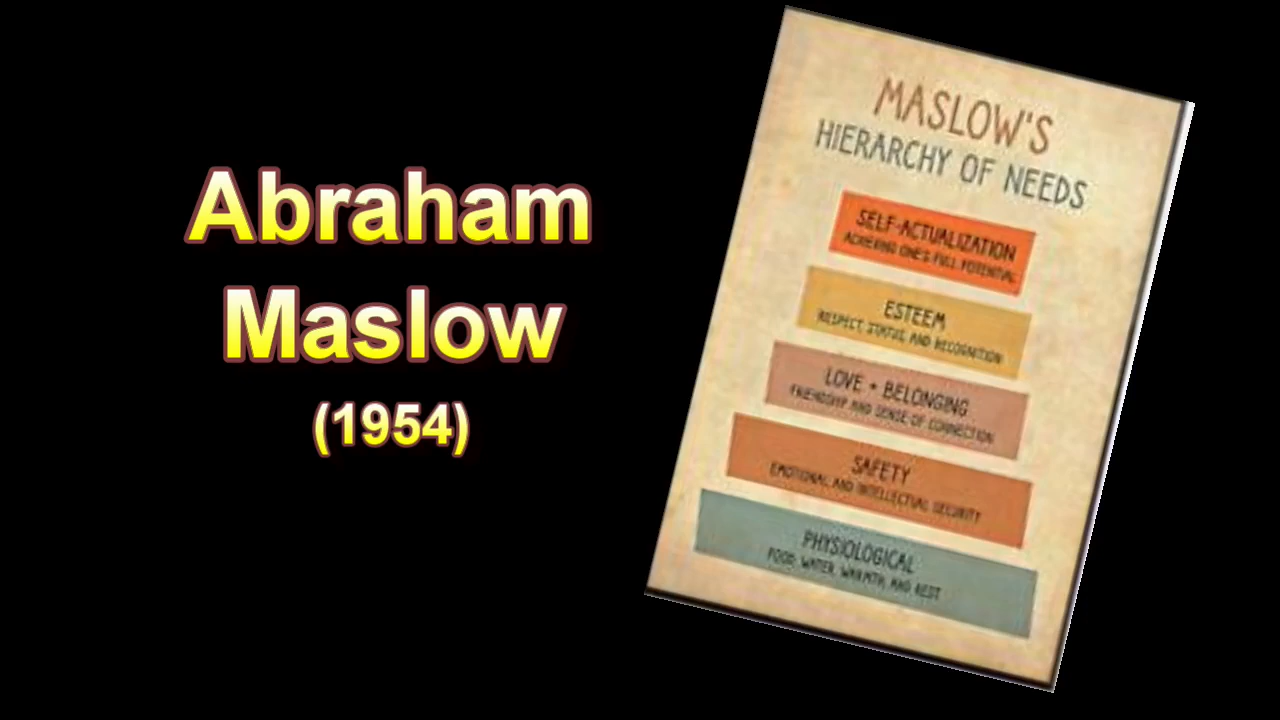 Abraham
Maslow
(1954)
MASLOW'S
HIERARCHY OF NEEDS
SELF-ACTUALIZATION
ACHIEVING ONE'S FULL POTENTIAL
ESTEEM
RESPECT, STATUS, AND RECOGNITION
LOVE + BELONGING
FRIENDSHIP AND SENSE OF CONNECTION
SAFETY
EMOTIONAL AND INTELLECTUAL SECURITY
PHYSIOLOGICAL
FOOD, WATER, WARMTH, AND REST